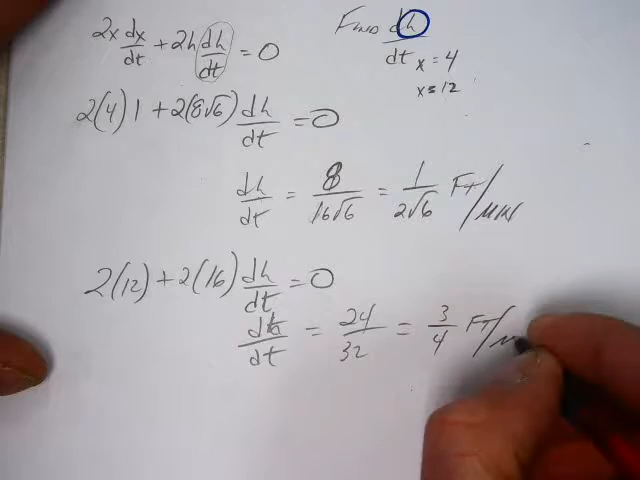 2x dx/dt + 2h dh/dt = 0
Find dh/dt x = 4
x = 12
2(4) 1 + 2(8√6) dh/dt = 0
dh/dt = 8/16√6 = 1/2√6 FT/MIN
2(12) + 2(16) dh/dt = 0
dh/dt = 24/32 = 3/4 FT/M